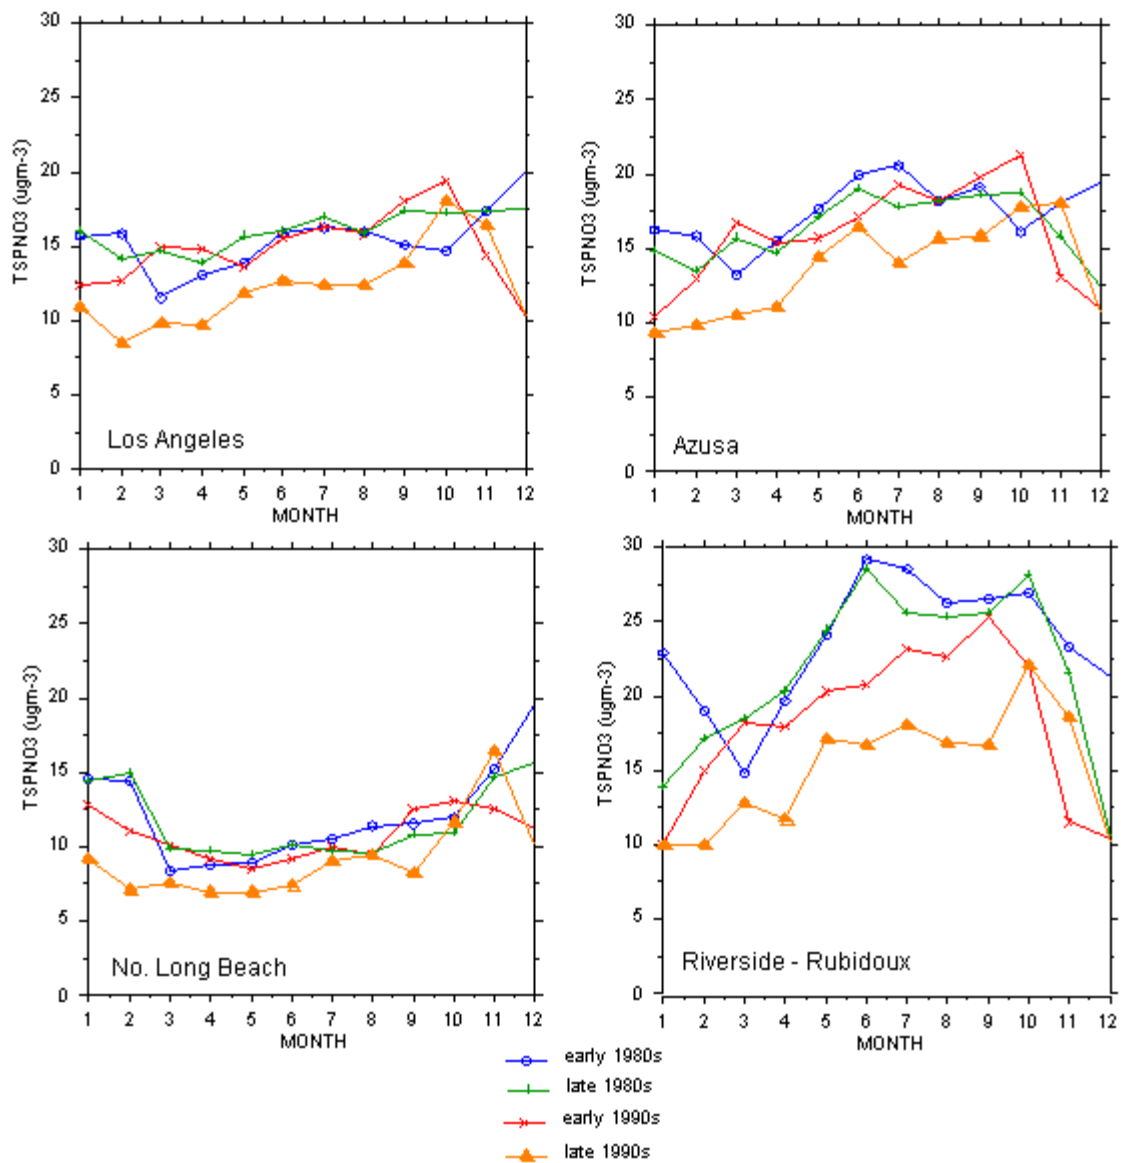 30
25
20
15
10
5
0
TSPNO3 (ugm-3)
Los Angeles
1 2 3 4 5 6 7 8 9 10 11 12
MONTH
30
25
20
15
10
5
0
TSPNO3 (ugm-3)
Azusa
1 2 3 4 5 6 7 8 9 10 11 12
MONTH
30
25
20
15
10
5
0
TSPNO3 (ugm-3)
No. Long Beach
1 2 3 4 5 6 7 8 9 10 11 12
MONTH
30
25
20
15
10
5
0
TSPNO3 (ugm-3)
Riverside - Rubidoux
1 2 3 4 5 6 7 8 9 10 11 12
MONTH
early 1980s
late 1980s
early 1990s
late 1990s